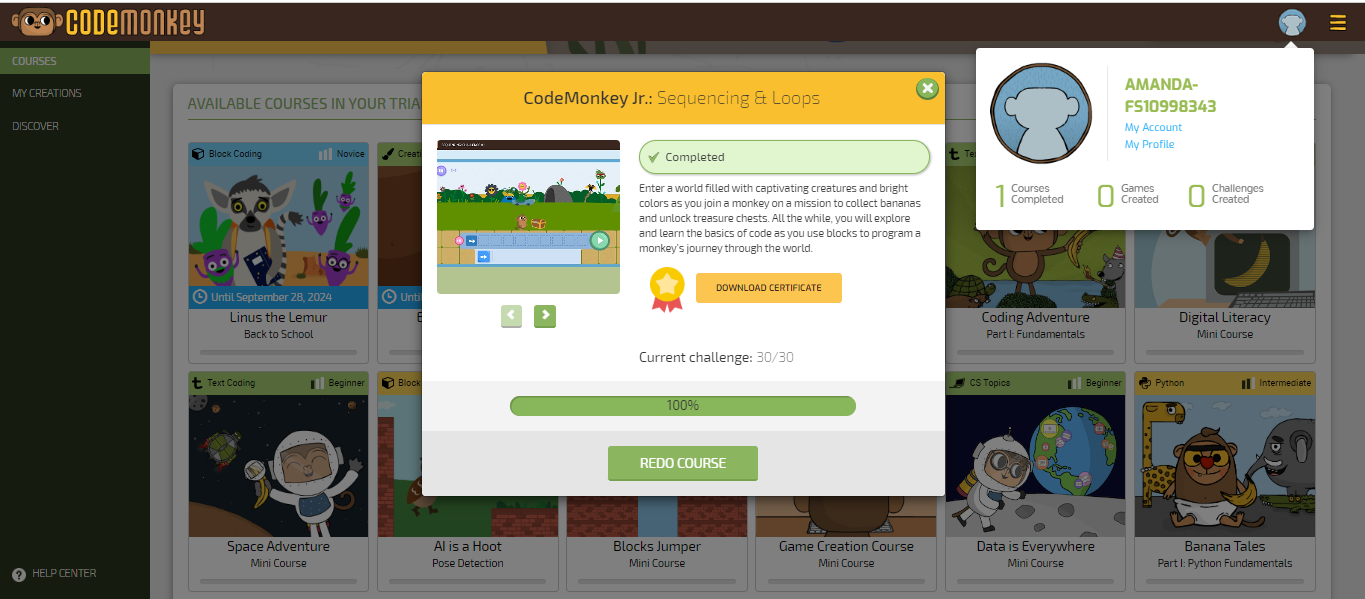 CODEMONKEY
COURSES
MY CREATIONS
DISCOVER
HELP CENTER
AMANDA-
FS10998343
My Account
My Profile
1 Courses
Completed
0 Games
Created
0 Challenges
Created
AVAILABLE COURSES IN YOUR TRIA
CodeMonkey Jr.: Sequencing & Loops
Completed
Enter a world filled with captivating creatures and bright
colors as you join a monkey on a mission to collect bananas
and unlock treasure chests. All the while, you will explore
and learn the basics of code as you use blocks to program a
monkey's journey through the world.
DOWNLOAD CERTIFICATE
Current challenge: 30/30
100%
REDO COURSE
Block Coding Novice
Until September 28, 2024
Linus the Lemur
Back to School
Creati
Until
Coding Adventure
Part I: Fundamentals
Digital Literacy
Mini Course
Text Coding Beginner
Space Adventure
Mini Course
Block
AI is a Hoot
Pose Detection
Blocks Jumper
Mini Course
Game Creation Course
Mini Course
CS Topics Beginner
Data is Everywhere
Mini Course
Python Intermediate
Banana Tales
Part I: Python Fundamentals